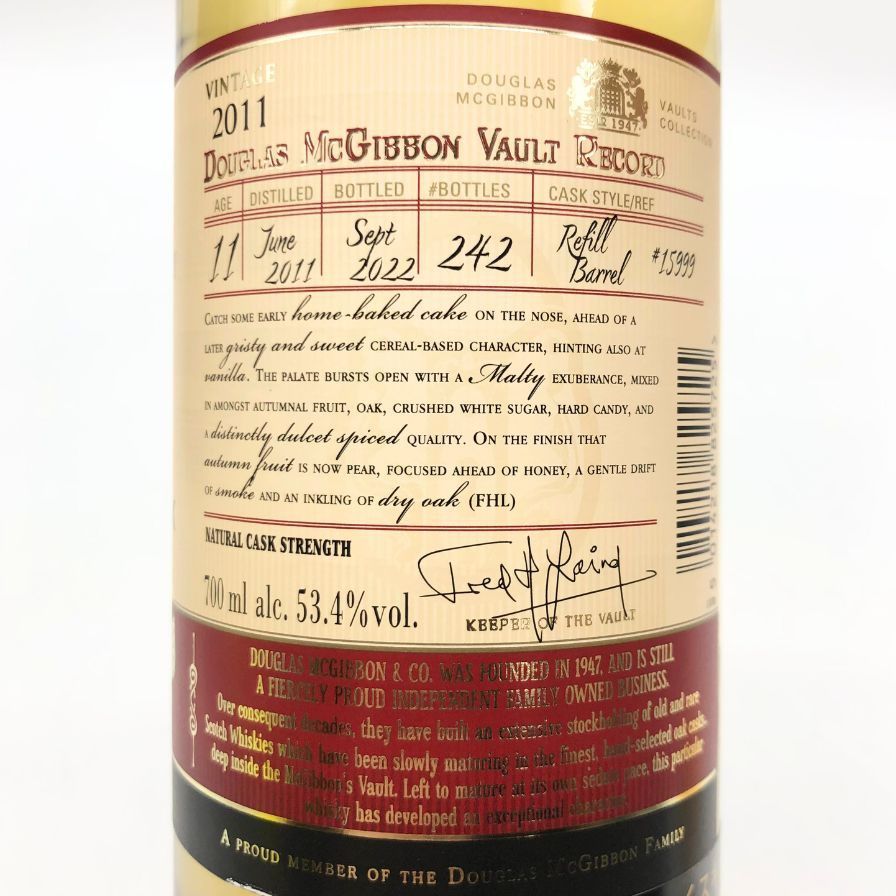 VINTAGE
2011
DOUGLAS
MCGIBBON
ESTD 1947
VAULTS
COLLECTION
DOUGLAS MCGIBBON VAULT RECORD
AGE DISTILLED BOTTLED #BOTTLES CASK STYLE/REF
11 June 2011 Sept 2022 242 Refill Barrel #15999
CATCH SOME EARLY home-baked cake ON THE NOSE, AHEAD OF A
LATER gristy and sweet CEREAL-BASED CHARACTER, HINTING ALSO AT
vanilla. THE PALATE BURSTS OPEN WITH A Malty EXUBERANCE, MIXED
IN AMONGST AUTUMNAL FRUIT, OAK, CRUSHED WHITE SUGAR, HARD CANDY, AND
A distinctly dulcet spiced QUALITY. ON THE FINISH THAT
autumn fruit IS NOW PEAR, FOCUSED AHEAD OF HONEY, A GENTLE DRIFT
OF smoke AND AN INKLING OF dry oak (FHL)
NATURAL CASK STRENGTH
700 ml alc. 53.4%vol.
Fred H Laing
KEEPER OF THE VAULT
DOUGLAS MCGIBBON & CO. WAS FOUNDED IN 1947, AND IS STILL
A FIERCELY PROUD INDEPENDENT FAMILY OWNED BUSINESS.
Over consequent decades, they have built an extensive stockholding of old and rare
Scotch Whiskies which have been slowly maturing in the finest, hand-selected oak casks,
deep inside the McGibbon's Vault. Left to mature at its own sedate pace, this particular
whisky has developed an exceptional character.
A PROUD MEMBER OF THE DOUGLAS MCGIBBON FAMILY